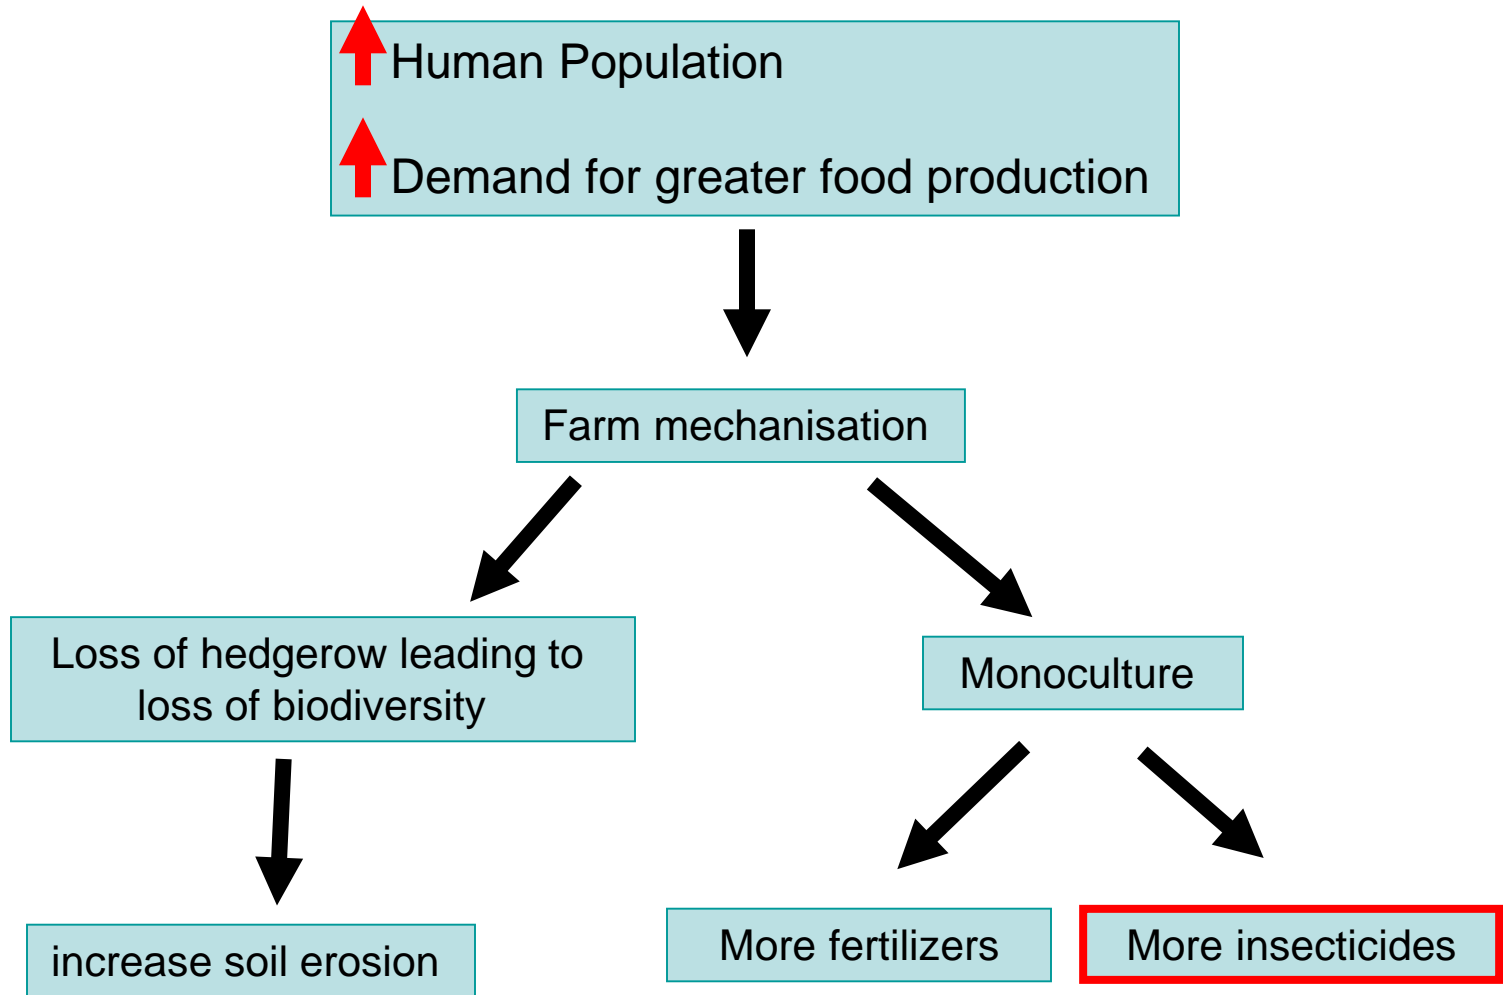 Human Population
Demand for greater food production
Farm mechanisation
Loss of hedgerow leading to
loss of biodiversity
Monoculture
increase soil erosion
More fertilizers
More insecticides